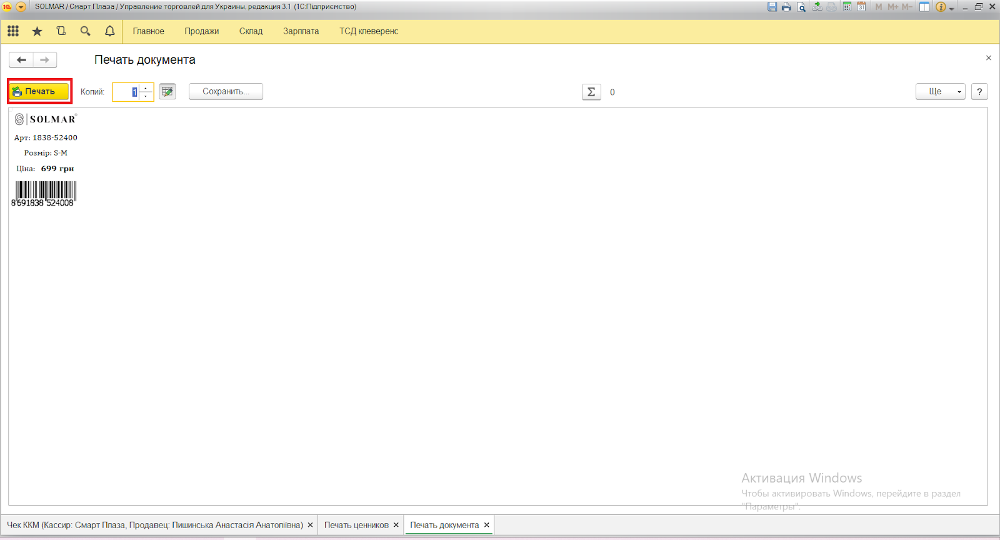 SOLMAR / Смарт Плаза / Управление торговлей для Украины, редакция 3.1 (1С:Підприємство)
M M+ M−
31
Главное Продажи Склад Зарплата ТСД клеверенс
Печать документа
Печать Копий: 1 Сохранить... Σ 0 Ще ?
SOLMAR
Арт: 1838-52400
Розмір: S-M
Ціна: 699 грн
8 691838 524008
Активация Windows
Чтобы активировать Windows, перейдите в раздел
"Параметры".
Чек ККМ (Кассир: Смарт Плаза, Продавец: Пишинська Анастасія Анатоліївна) Печать ценников Печать документа